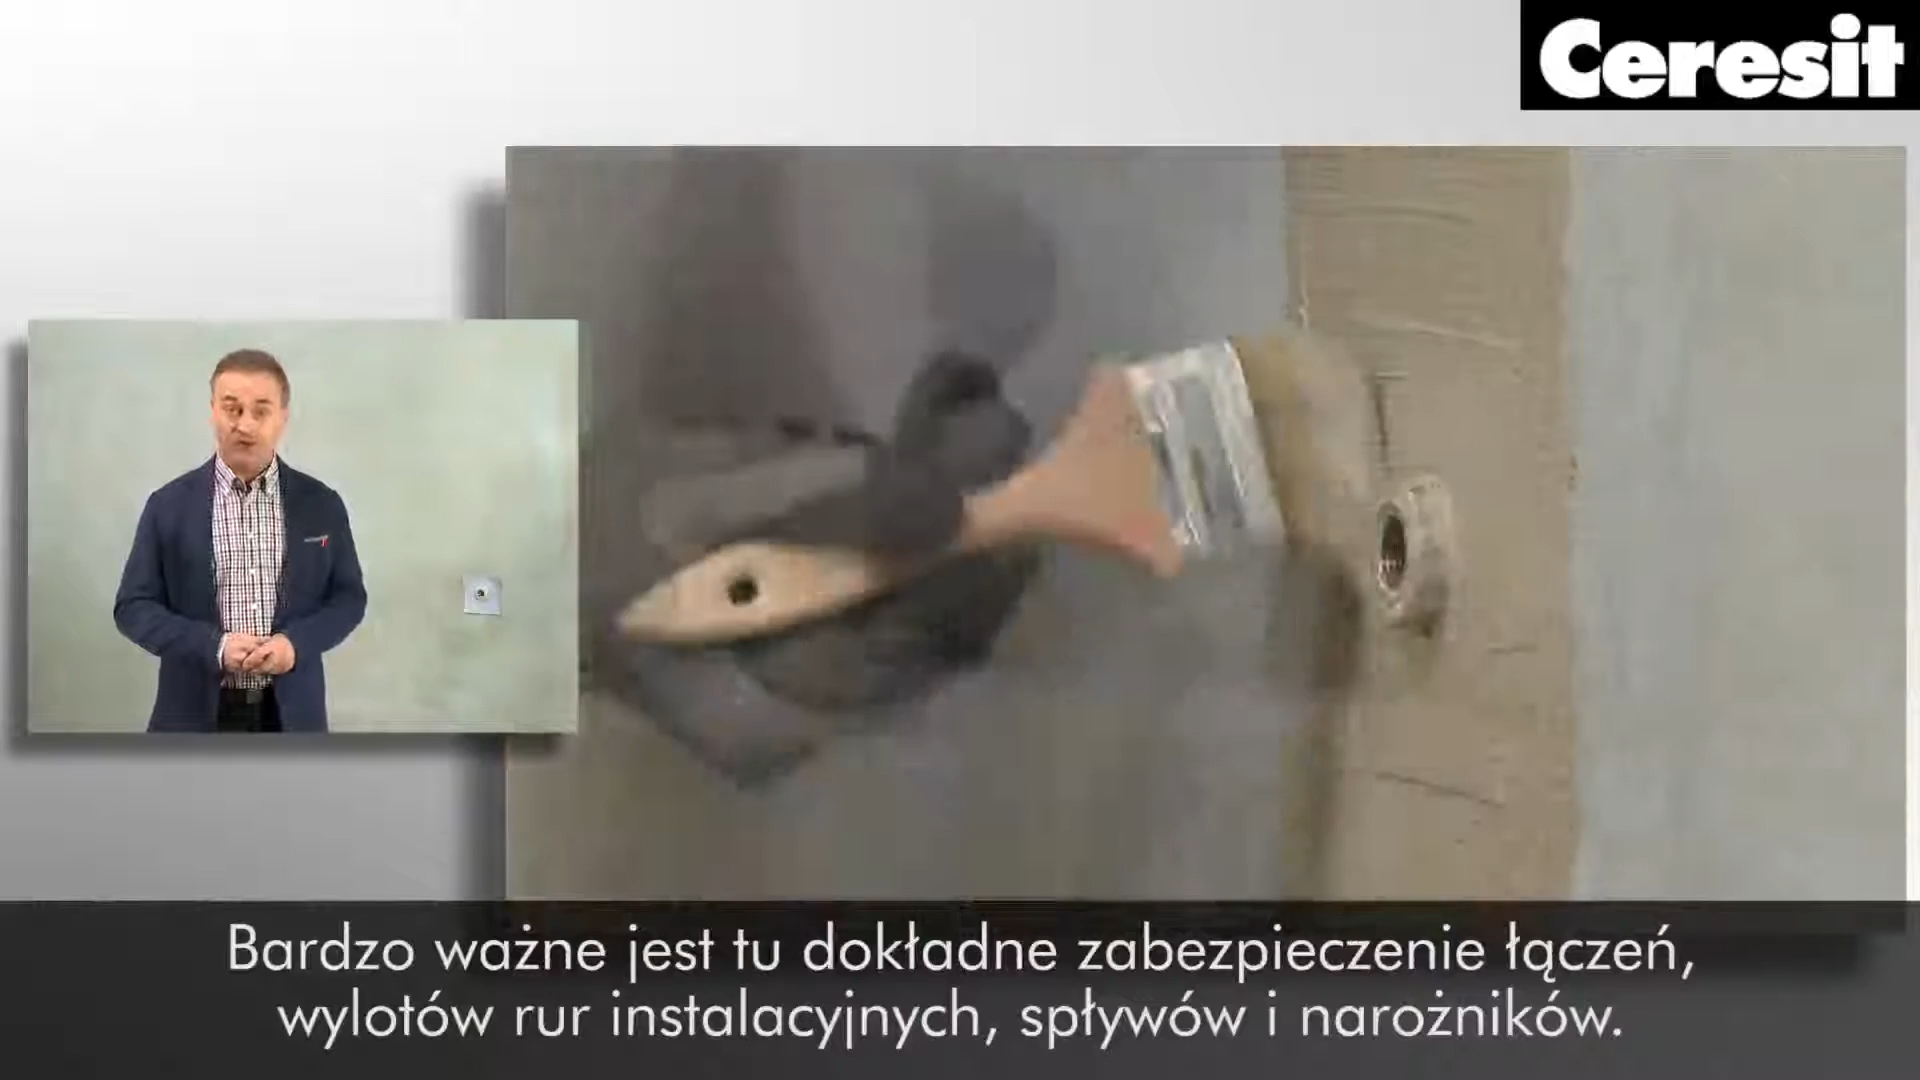 Ceresit
Bardzo ważne jest tu dokładne zabezpieczenie łączeń,
wylotów rur instalacyjnych, spływów i narożników.